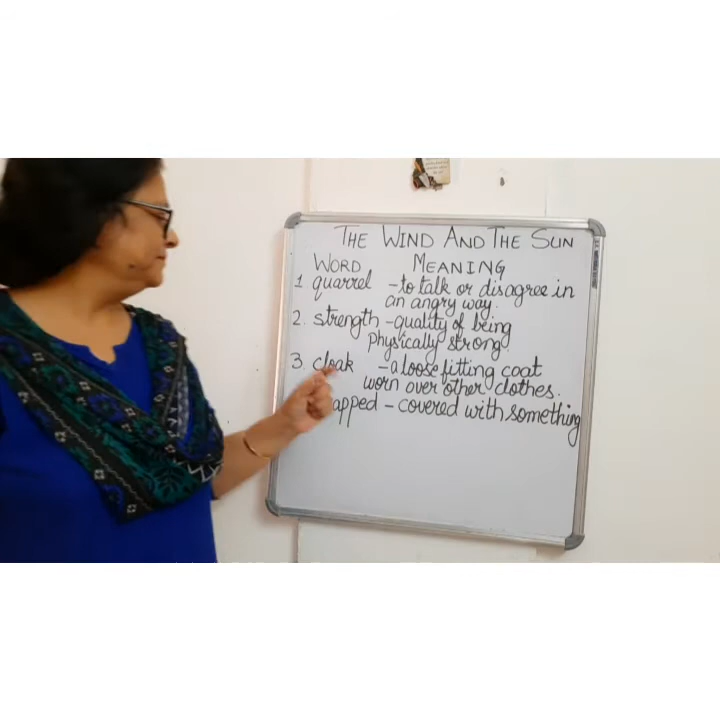 THE WIND AND THE SUN
WORD MEANING
1 quarrel - to talk or disagree in
an angry way.
2. strength - quality of being
physically strong.
3. cloak - a loose fitting coat
worn over other clothes.
apped - covered with something